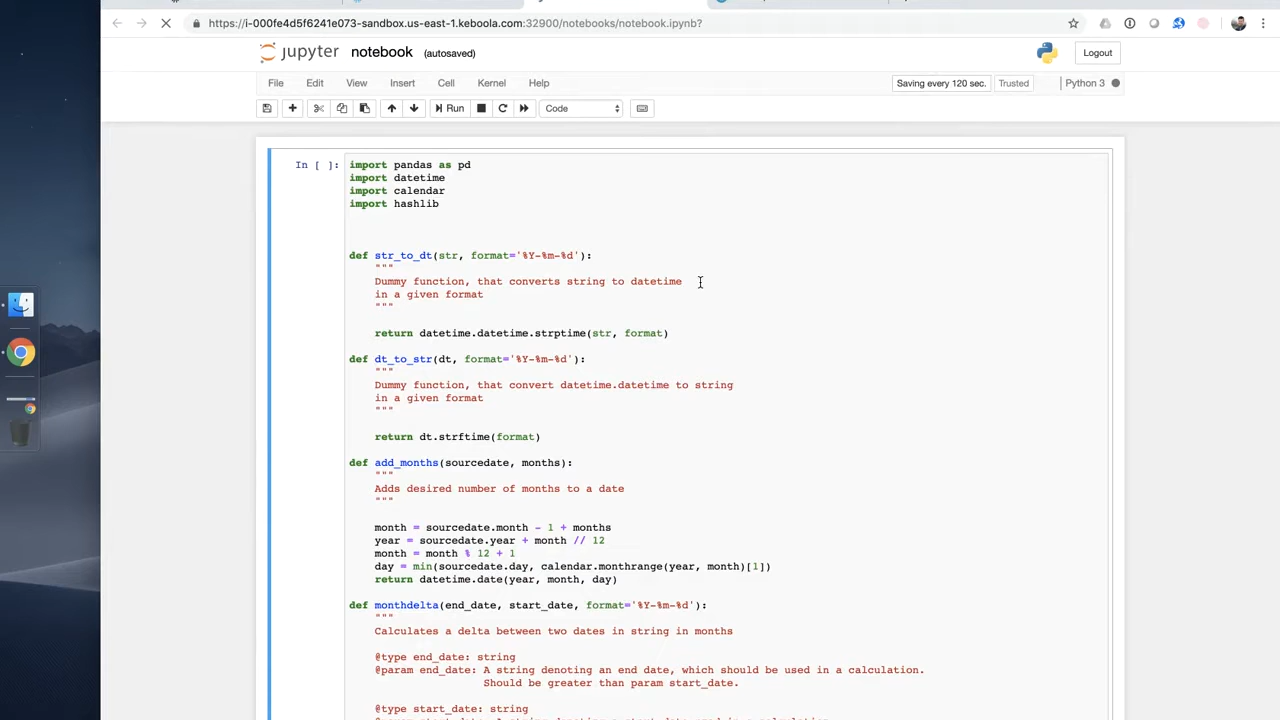 https://i-000fe4d5f6241e073-sandbox.us-east-1.keboola.com:32900/notebooks/notebook.ipynb?
jupyter notebook (autosaved)
Logout
File Edit View Insert Cell Kernel Help
Saving every 120 sec. Trusted Python 3
Run Code
In [ ]: import pandas as pd
import datetime
import calendar
import hashlib
def str_to_dt(str, format='%Y-%m-%d'):
"""
Dummy function, that converts string to datetime
in a given format
"""
return datetime.datetime.strptime(str, format)
def dt_to_str(dt, format='%Y-%m-%d'):
"""
Dummy function, that convert datetime.datetime to string
in a given format
"""
return dt.strftime(format)
def add_months(sourcedate, months):
"""
Adds desired number of months to a date
"""
month = sourcedate.month - 1 + months
year = sourcedate.year + month // 12
month = month % 12 + 1
day = min(sourcedate.day, calendar.monthrange(year, month)[1])
return datetime.date(year, month, day)
def monthdelta(end_date, start_date, format='%Y-%m-%d'):
"""
Calculates a delta between two dates in string in months
@type end_date: string
@param end_date: A string denoting an end date, which should be used in a calculation.
Should be greater than param start_date.
@type start_date: string